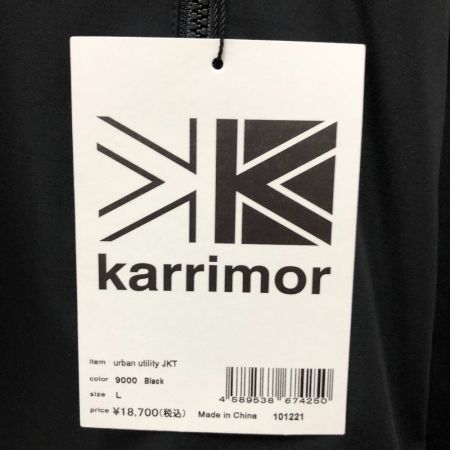 karrimor
item urban utility JKT
color 9000 Black
size L
price ¥18,700(税込)
4 589538 674250
Made in China 101221